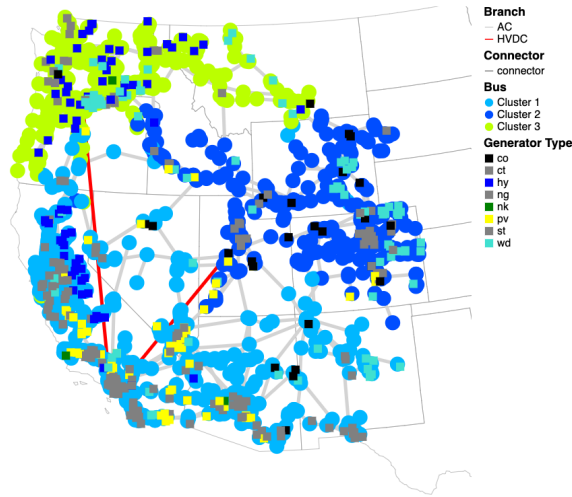 Branch
AC
HVDC
Connector
connector
Bus
Cluster 1
Cluster 2
Cluster 3
Generator Type
co
ct
hy
ng
nk
pv
st
wd